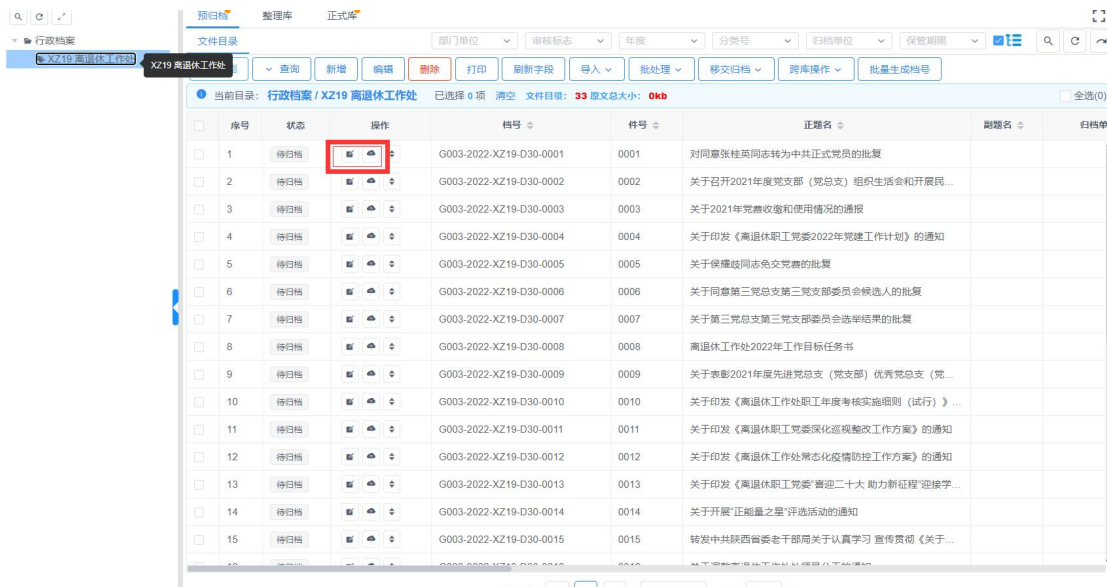 预归档 整理库 正式库
行政档案
XZ19 离退休工作处
XZ19 离退休工作处
文件目录 部门单位 审核标志 年度 分类号 归档单位 保管期限
查询 新增 编辑 删除 打印 刷新字段 导入 批处理 移交归档 跨库操作 批量生成档号
当前目录: 行政档案 / XZ19 离退休工作处 已选择 0 项 清空 文件目录: 33 原文总大小: 0kb 全选(0)
序号 状态 操作 档号 件号 正题名 副题名 归档单
1 待归档 G003-2022-XZ19-D30-0001 0001 对同意张桂英同志转为中共正式党员的批复
2 待归档 G003-2022-XZ19-D30-0002 0002 关于召开2021年度党支部（党总支）组织生活会和开展民...
3 待归档 G003-2022-XZ19-D30-0003 0003 关于2021年党费收缴和使用情况的通报
4 待归档 G003-2022-XZ19-D30-0004 0004 关于印发《离退休职工党委2022年党建工作计划》的通知
5 待归档 G003-2022-XZ19-D30-0005 0005 关于侯耀歧同志免交党费的批复
6 待归档 G003-2022-XZ19-D30-0006 0006 关于同意第三党总支第三党支部委员会候选人的批复
7 待归档 G003-2022-XZ19-D30-0007 0007 关于第三党总支第三党支部委员会选举结果的批复
8 待归档 G003-2022-XZ19-D30-0008 0008 离退休工作处2022年工作目标任务书
9 待归档 G003-2022-XZ19-D30-0009 0009 关于表彰2021年度先进党总支（党支部）优秀党总支（党...
10 待归档 G003-2022-XZ19-D30-0010 0010 关于印发《离退休工作处职工年度考核实施细则（试行）》...
11 待归档 G003-2022-XZ19-D30-0011 0011 关于印发《离退休职工党委深化巡视整改工作方案》的通知
12 待归档 G003-2022-XZ19-D30-0012 0012 关于印发《离退休工作处常态化疫情防控工作方案》的通知
13 待归档 G003-2022-XZ19-D30-0013 0013 关于印发《离退休职工党委“喜迎二十大 助力新征程”迎接学...
14 待归档 G003-2022-XZ19-D30-0014 0014 关于开展“正能量之星”评选活动的通知
15 待归档 G003-2022-XZ19-D30-0015 0015 转发中共陕西省委老干部局关于认真学习 宣传贯彻《关于...